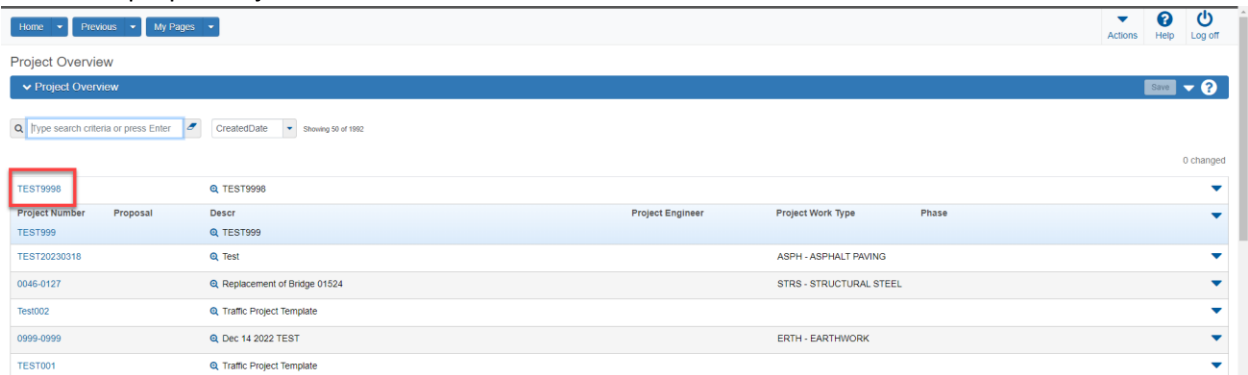 Home Previous My Pages
Actions Help Log off
Project Overview
Project Overview Save
Type search criteria or press Enter CreatedDate Showing 50 of 1992
0 changed
TEST9998 TEST9998
Project Number Proposal Descr Project Engineer Project Work Type Phase
TEST999 TEST999
TEST20230318 Test ASPH - ASPHALT PAVING
0046-0127 Replacement of Bridge 01524 STRS - STRUCTURAL STEEL
Test002 Traffic Project Template
0999-0999 Dec 14 2022 TEST ERTH - EARTHWORK
TEST001 Traffic Project Template